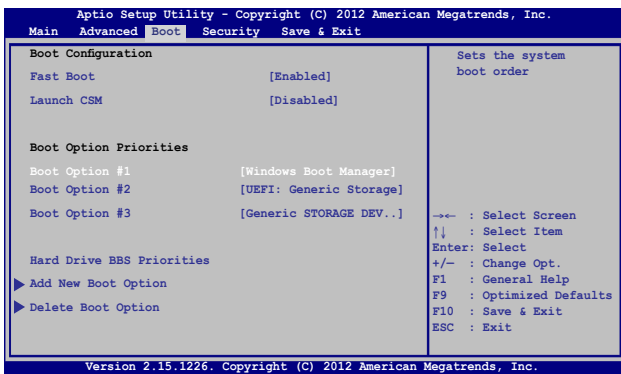 Aptio Setup Utility - Copyright (C) 2012 American Megatrends, Inc.
Main Advanced Boot Security Save & Exit
Boot Configuration
Fast Boot [Enabled]
Launch CSM [Disabled]
Boot Option Priorities
Boot Option #1 [Windows Boot Manager]
Boot Option #2 [UEFI: Generic Storage]
Boot Option #3 [Generic STORAGE DEV..]
Hard Drive BBS Priorities
Add New Boot Option
Delete Boot Option
Sets the system
boot order
→← : Select Screen
↑↓ : Select Item
Enter: Select
+/— : Change Opt.
F1 : General Help
F9 : Optimized Defaults
F10 : Save & Exit
ESC : Exit
Version 2.15.1226. Copyright (C) 2012 American Megatrends, Inc.